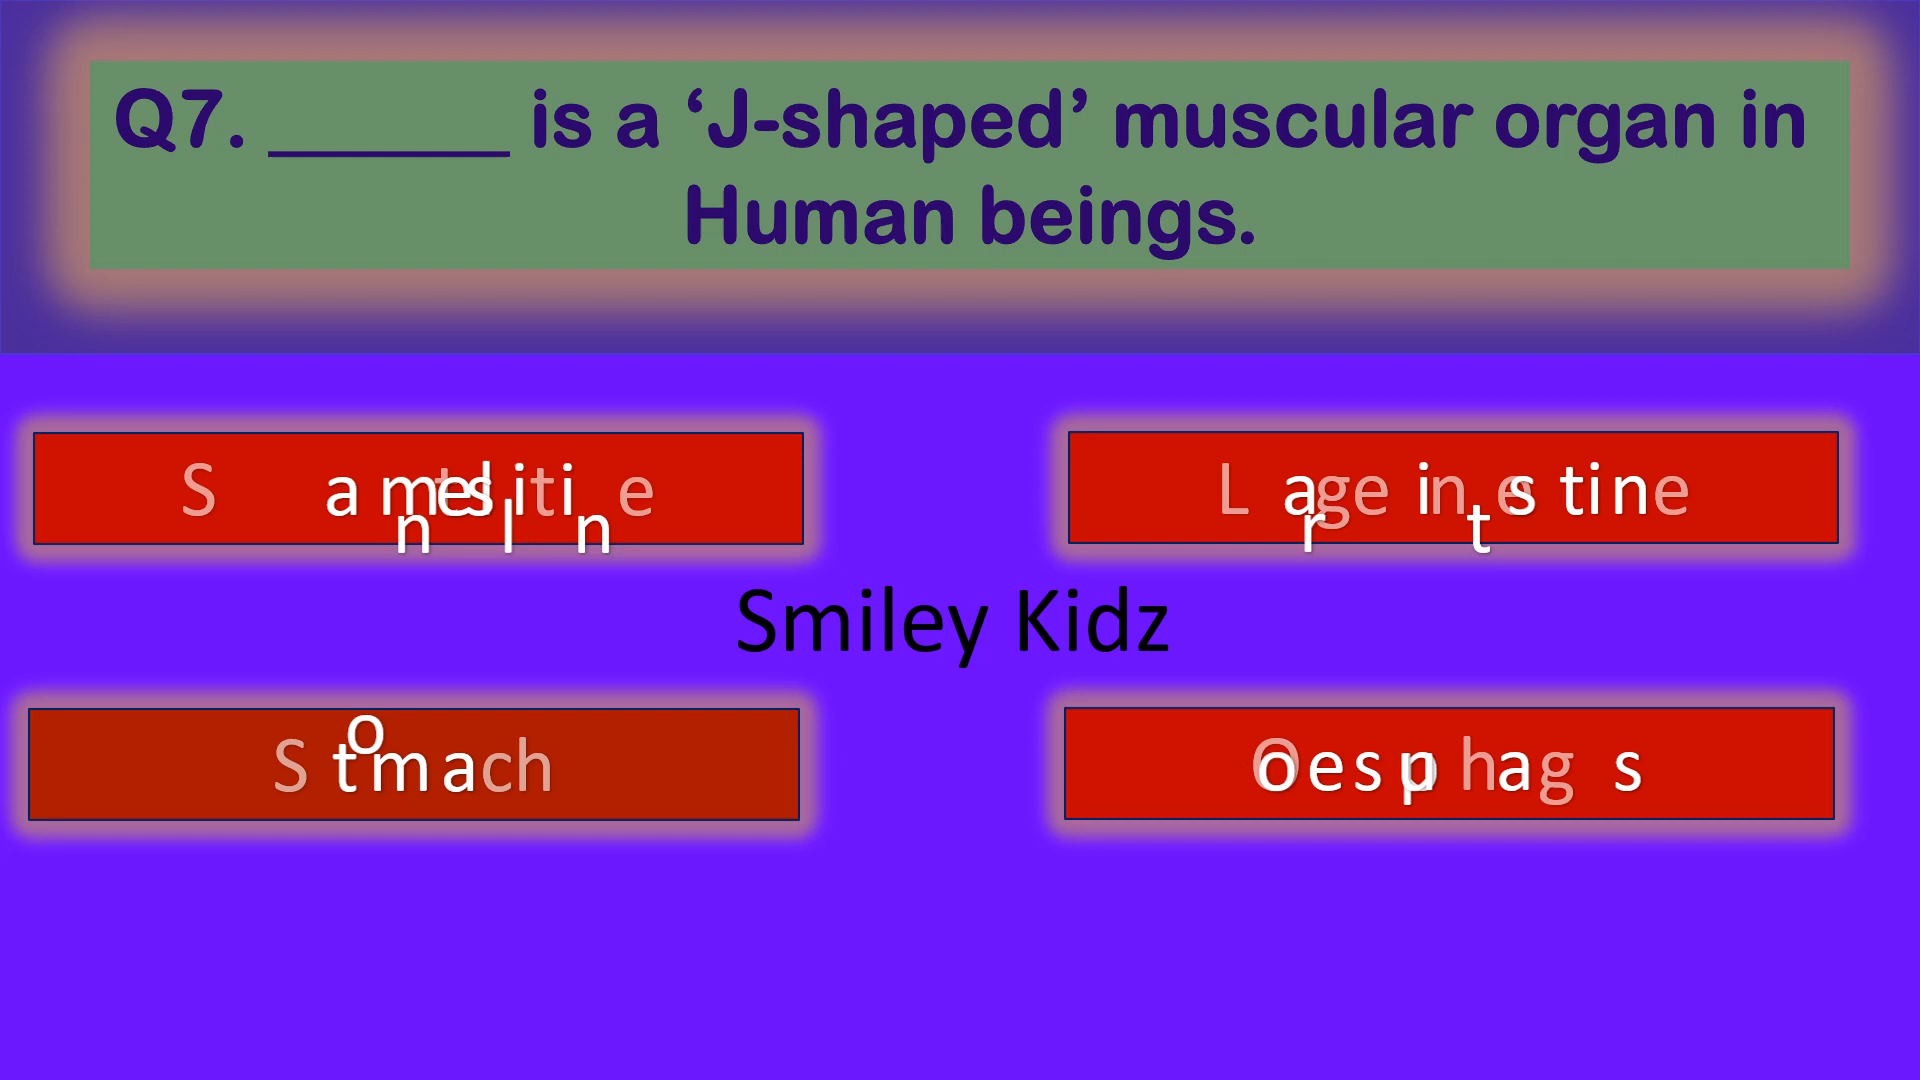 Q7. ______ is a ‘J-shaped’ muscular organ in
Human beings.
Small intestine
Large intestine
Smiley Kidz
Stomach
Oesophagus